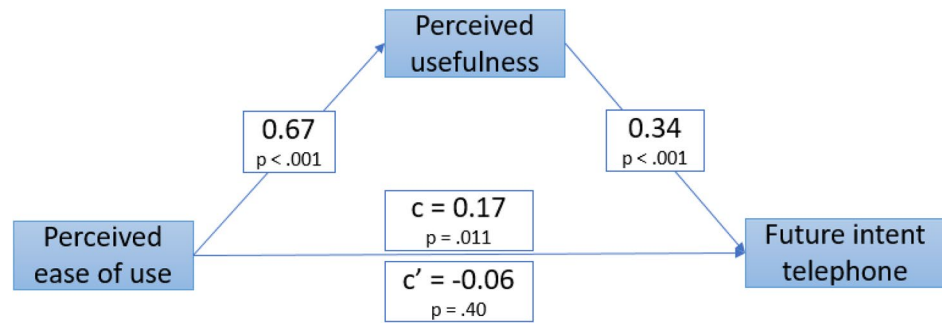 Perceived
usefulness
0.67
p < .001
0.34
p < .001
c = 0.17
p = .011
Perceived
ease of use
Future intent
telephone
c’ = -0.06
p = .40